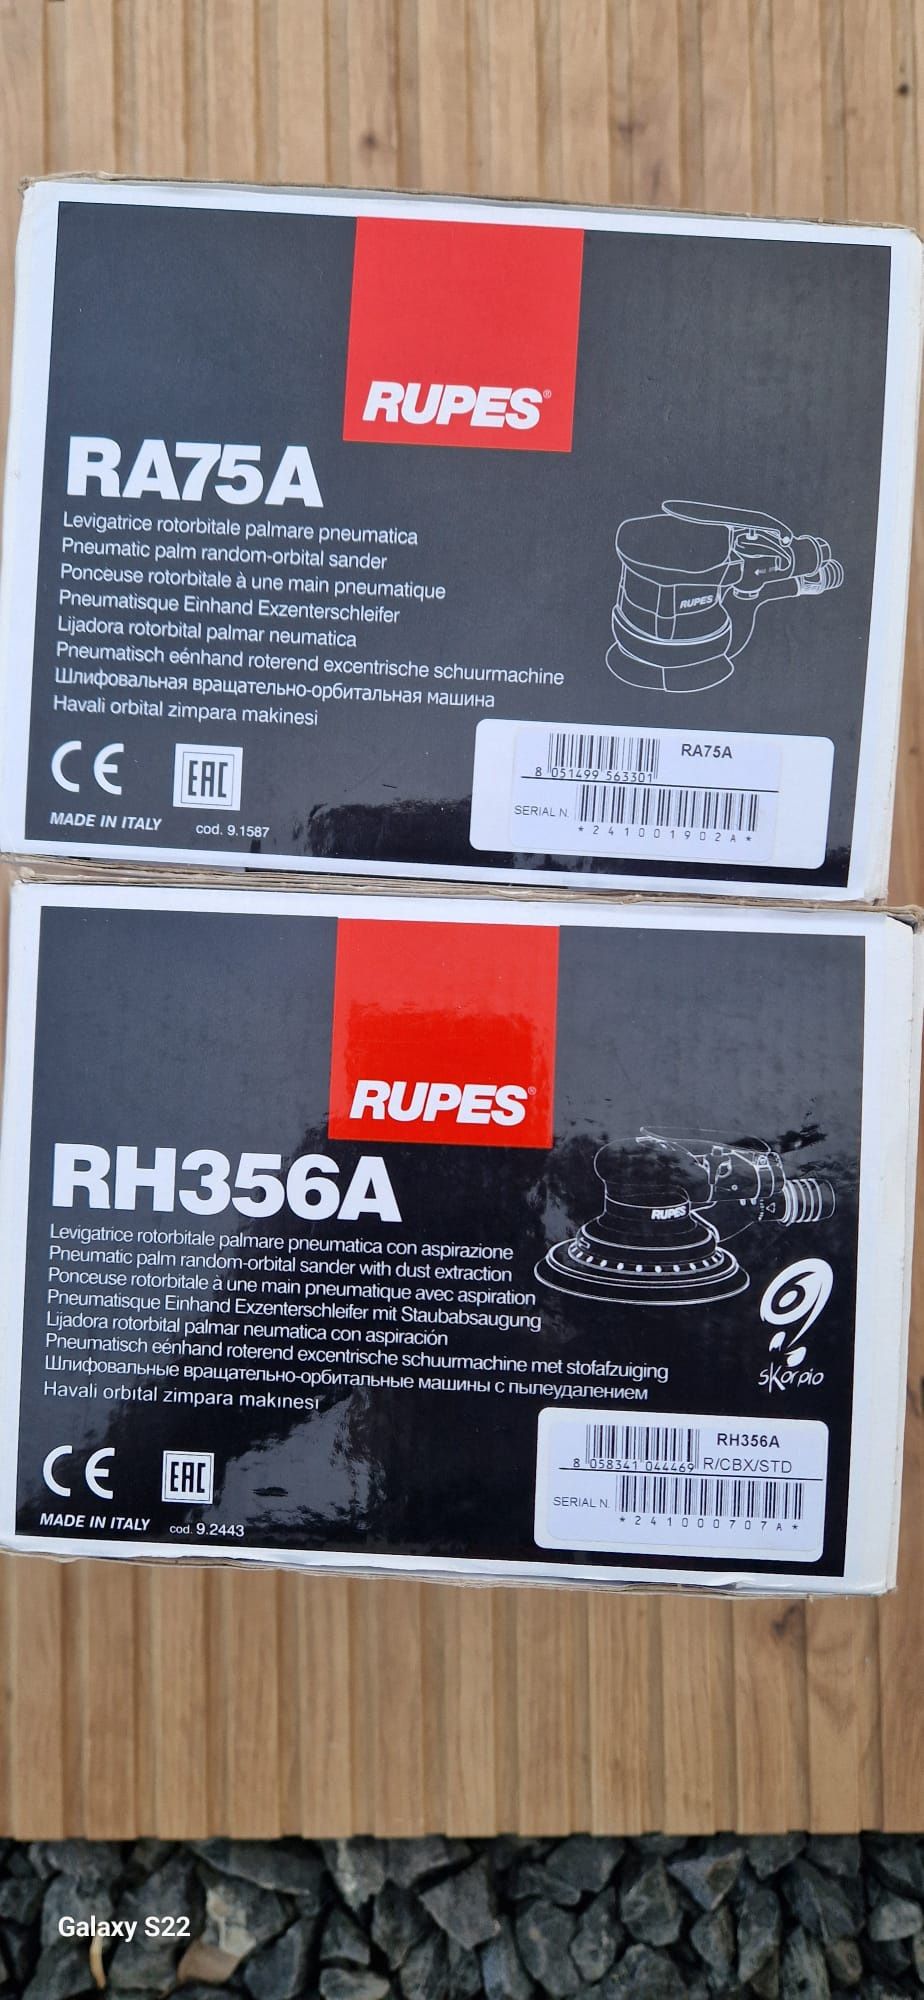 RUPES®
RA75A
Levigatrice rotorbitale palmare pneumatica
Pneumatic palm random-orbital sander
Ponceuse rotorbitale à une main pneumatique
Pneumatisque Einhand Exzenterschleifer
Lijadora rotorbital palmar neumatica
Pneumatisch eénhand roterend excentrische schuurmachine
Шлифовальная вращательно-орбитальная машина
Havali orbital zimpara makinesi
RUPES
CE EAC
MADE IN ITALY cod. 9.1587
RA75A
8 051499 563301
SERIAL N.
*241001902A*
RUPES®
RH356A
Levigatrice rotorbitale palmare pneumatica con aspirazione
Pneumatic palm random-orbital sander with dust extraction
Ponceuse rotorbitale à une main pneumatique avec aspiration
Pneumatisque Einhand Exzenterschleifer mit Staubabsaugung
Lijadora rotorbital palmar neumatica con aspiración
Pneumatisch eénhand roterend excentrische schuurmachine met stofafzuiging
Шлифовальные вращательно-орбитальные машины с пылеудалением
Havali orbital zimpara makinesi
RUPES
6
skorpio
CE EAC
MADE IN ITALY cod. 9.2443
RH356A
8 058341 044469 R/CBX/STD
SERIAL N.
*241000707A*
Galaxy S22